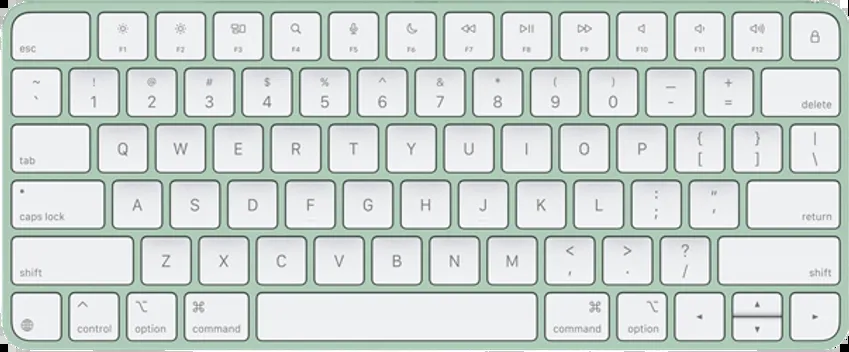 esc F1 F2 F3 F4 F5 F6 F7 F8 F9 F10 F11 F12
~ ` ! 1 @ 2 # 3 $ 4 % 5 ^ 6 & 7 * 8 ( 9 ) 0 — - + = delete
tab Q W E R T Y U I O P { [ } ] | \
caps lock A S D F G H J K L : ; " ' return
shift Z X C V B N M < , > . ? / shift
control option command command option